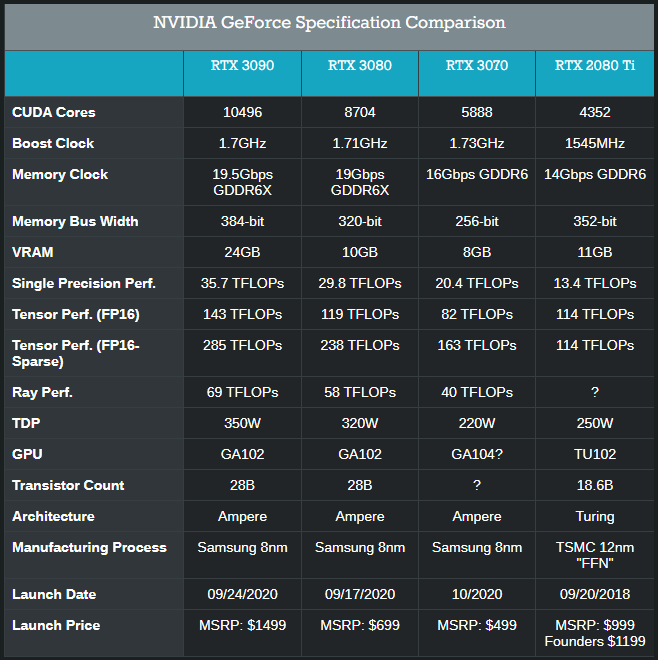 NVIDIA GeForce Specification Comparison
RTX 3090 RTX 3080 RTX 3070 RTX 2080 Ti
CUDA Cores 10496 8704 5888 4352
Boost Clock 1.7GHz 1.71GHz 1.73GHz 1545MHz
Memory Clock 19.5Gbps 19Gbps 16Gbps GDDR6 14Gbps GDDR6
GDDR6X GDDR6X
Memory Bus Width 384-bit 320-bit 256-bit 352-bit
VRAM 24GB 10GB 8GB 11GB
Single Precision Perf. 35.7 TFLOPs 29.8 TFLOPs 20.4 TFLOPs 13.4 TFLOPs
Tensor Perf. (FP16) 143 TFLOPs 119 TFLOPs 82 TFLOPs 114 TFLOPs
Tensor Perf. (FP16- 285 TFLOPs 238 TFLOPs 163 TFLOPs 114 TFLOPs
Sparse)
Ray Perf. 69 TFLOPs 58 TFLOPs 40 TFLOPs ?
TDP 350W 320W 220W 250W
GPU GA102 GA102 GA104? TU102
Transistor Count 28B 28B ? 18.6B
Architecture Ampere Ampere Ampere Turing
Manufacturing Process Samsung 8nm Samsung 8nm Samsung 8nm TSMC 12nm
"FFN"
Launch Date 09/24/2020 09/17/2020 10/2020 09/20/2018
Launch Price MSRP: $1499 MSRP: $699 MSRP: $499 MSRP: $999
Founders $1199